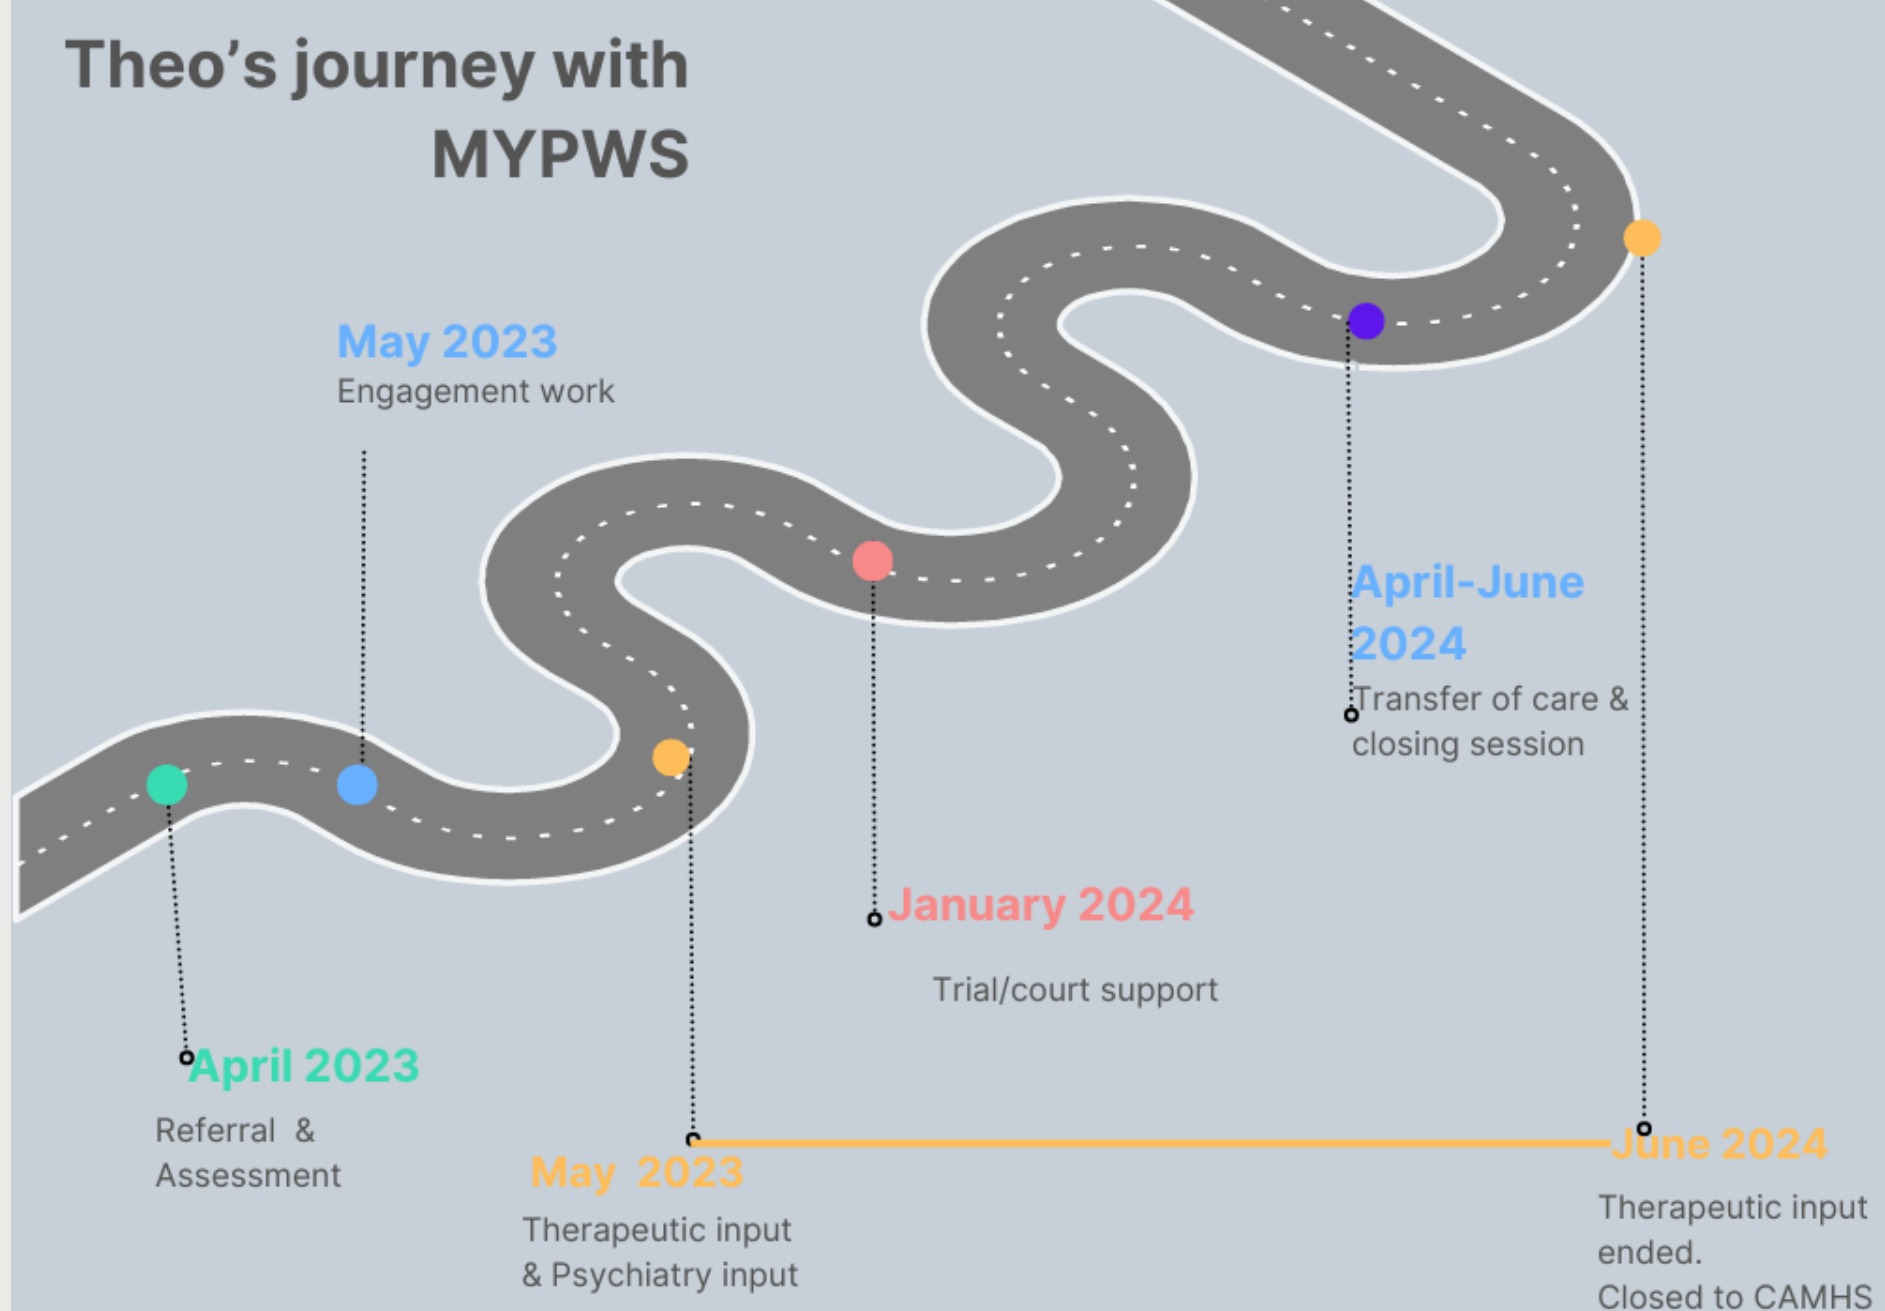 Theo’s journey with
MYPWS
May 2023
Engagement work
April-June
2024
Transfer of care &
closing session
January 2024
Trial/court support
April 2023
Referral & 
Assessment
May 2023
Therapeutic input
& Psychiatry input
June 2024
Therapeutic input
ended.
Closed to CAMHS